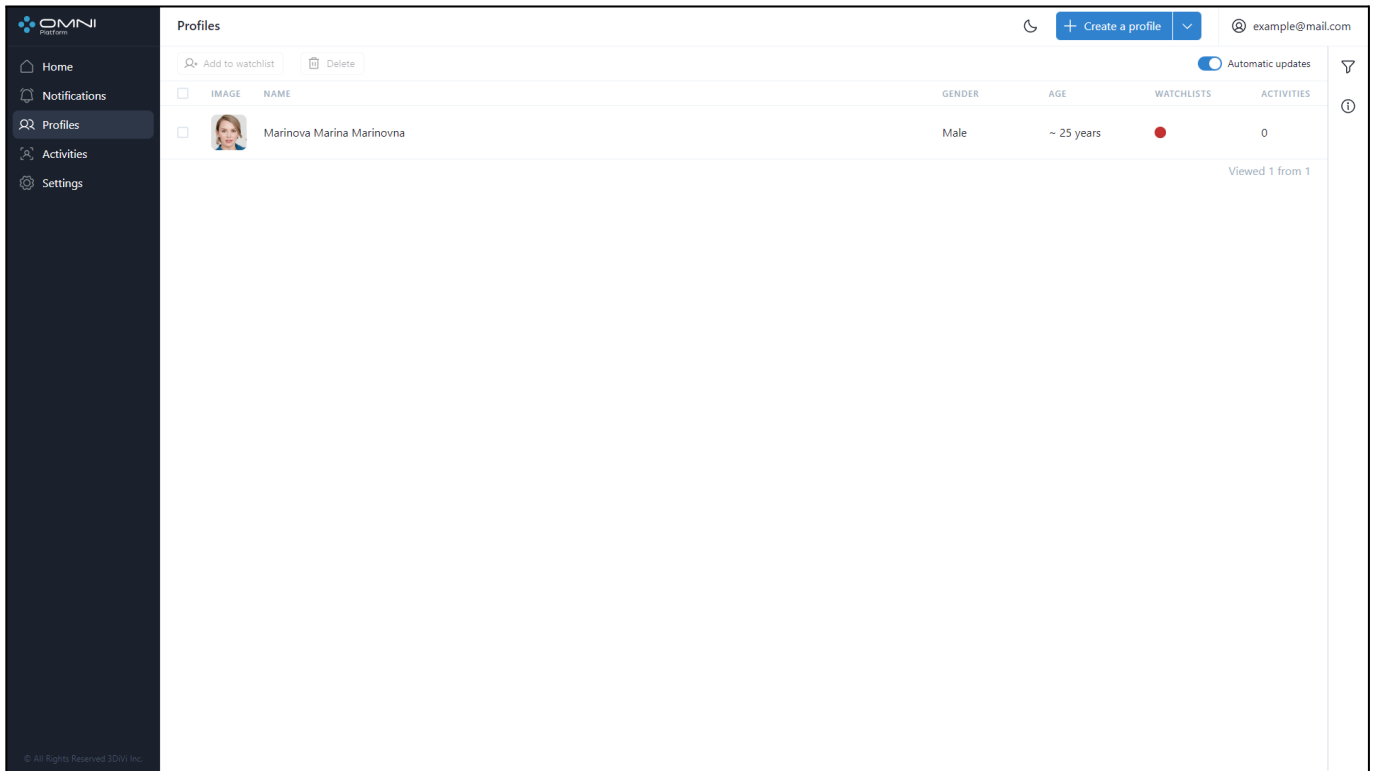 OMNI
Platform
Profiles
Create a profile
example@mail.com
Home
Notifications
Profiles
Activities
Settings
Add to watchlist
Delete
Automatic updates
IMAGE NAME GENDER AGE WATCHLISTS ACTIVITIES
Marinova Marina Marinovna Male ~ 25 years 0
Viewed 1 from 1
© All Rights Reserved 3DiVi Inc.